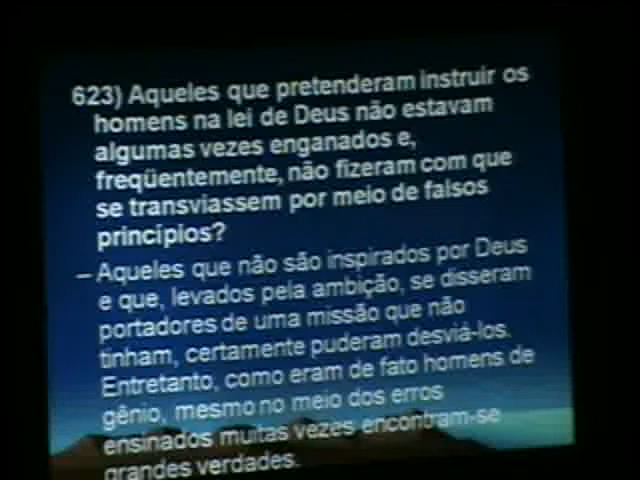 623) Aqueles que pretenderam instruir os
homens na lei de Deus não estavam
algumas vezes enganados e,
freqüentemente, não fizeram com que
se transviassem por meio de falsos
princípios?
– Aqueles que não são inspirados por Deus
e que, levados pela ambição, se disseram
portadores de uma missão que não
tinham, certamente puderam desviá-los.
Entretanto, como eram de fato homens de
gênio, mesmo no meio dos erros
ensinados muitas vezes encontram-se
grandes verdades.